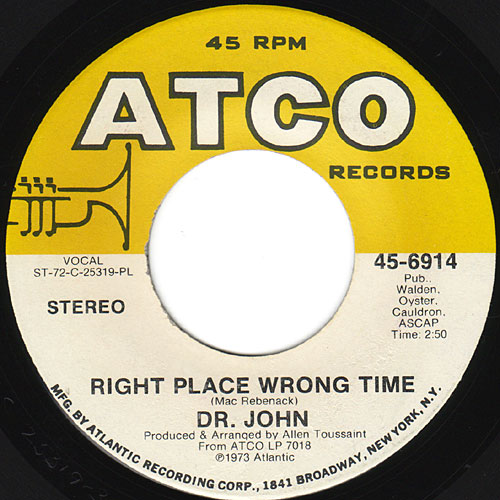 45 RPM
ATCO
RECORDS
VOCAL
ST-72-C-25319-PL
STEREO
45-6914
Pub..
Walden,
Oyster,
Cauldron,
ASCAP
Time: 2:50
RIGHT PLACE WRONG TIME
(Mac Rebenack)
DR. JOHN
Produced & Arranged by Allen Toussaint
From ATCO LP 7018
℗1973 Atlantic
MFG. BY ATLANTIC RECORDING CORP., 1841 BROADWAY, NEW YORK, N.Y.